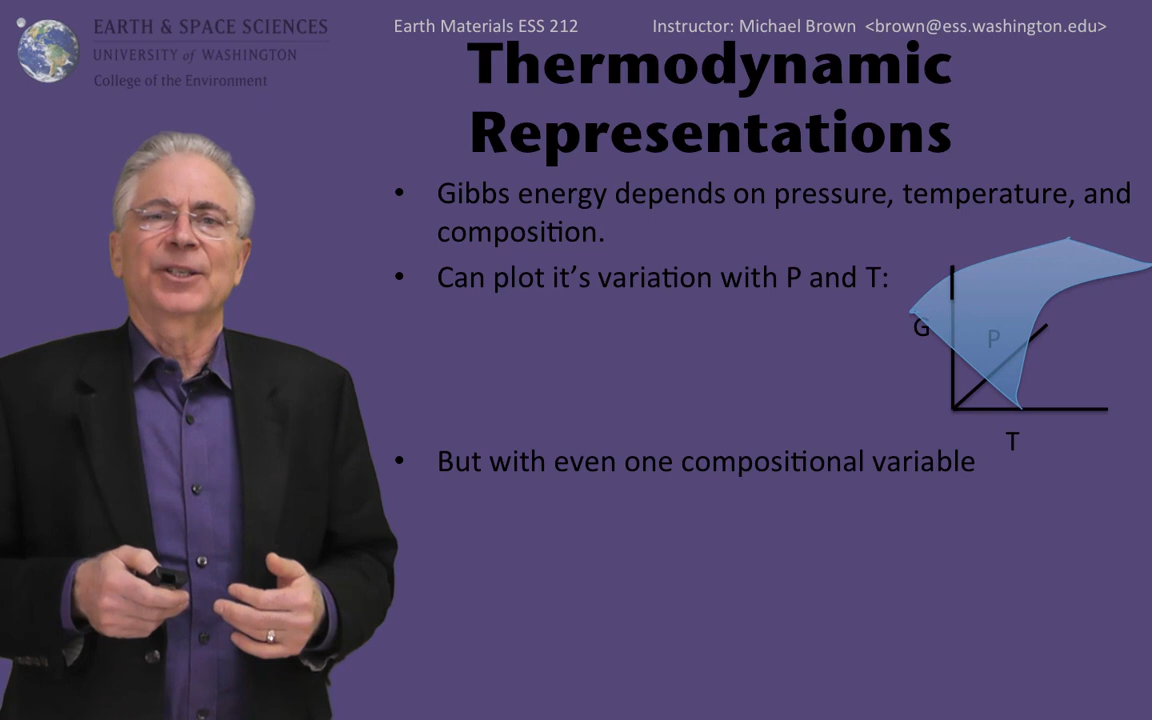 EARTH & SPACE SCIENCES
UNIVERSITY of WASHINGTON
College of the Environment
Earth Materials ESS 212
Instructor: Michael Brown <brown@ess.washington.edu>
Thermodynamic
Representations
• Gibbs energy depends on pressure, temperature, and
composition.
• Can plot it's variation with P and T:
G
P
T
• But with even one compositional variable